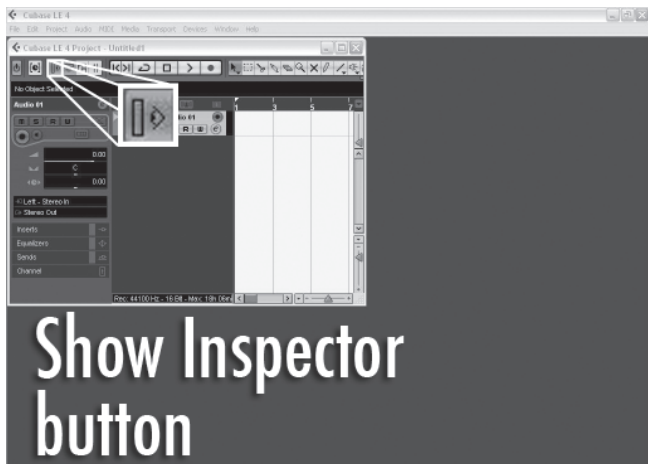 Cubase LE 4
File Edit Project Audio MIDI Media Transport Devices Window Help
Cubase LE 4 Project - Untitled1
No Object Selected
Audio 01
1 3 5 7
S R W
R W
0.00
C
0.00
Left - Stereo In
Stereo Out
Inserts
Equalizers
Sends
Channel
Rec: 44100 Hz - 16 Bit - Max: 18h 06m
Show Inspector
button